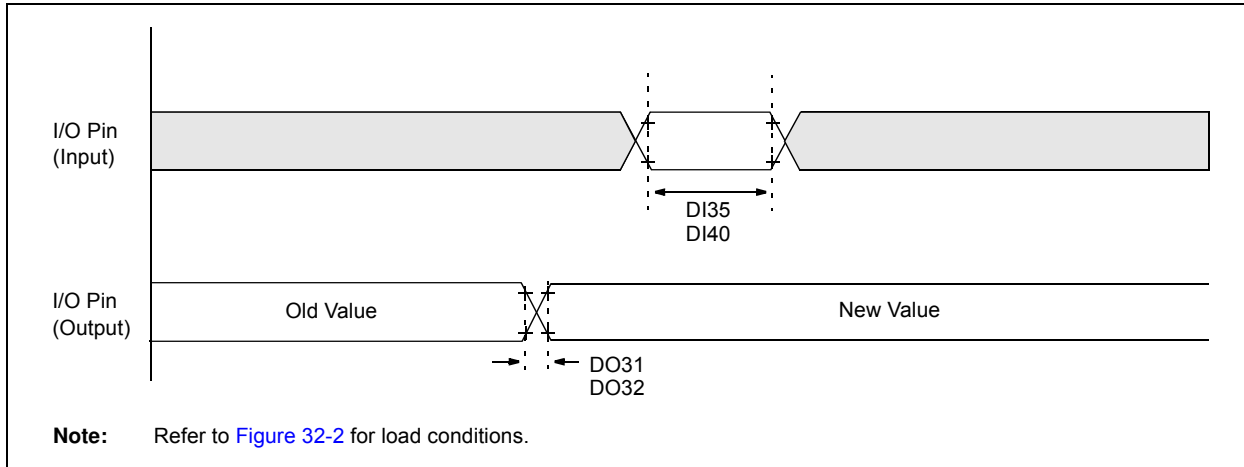 I/O Pin
(Input)
DI35
DI40
I/O Pin
(Output)
Old Value
New Value
DO31
DO32
Note: Refer to Figure 32-2 for load conditions.